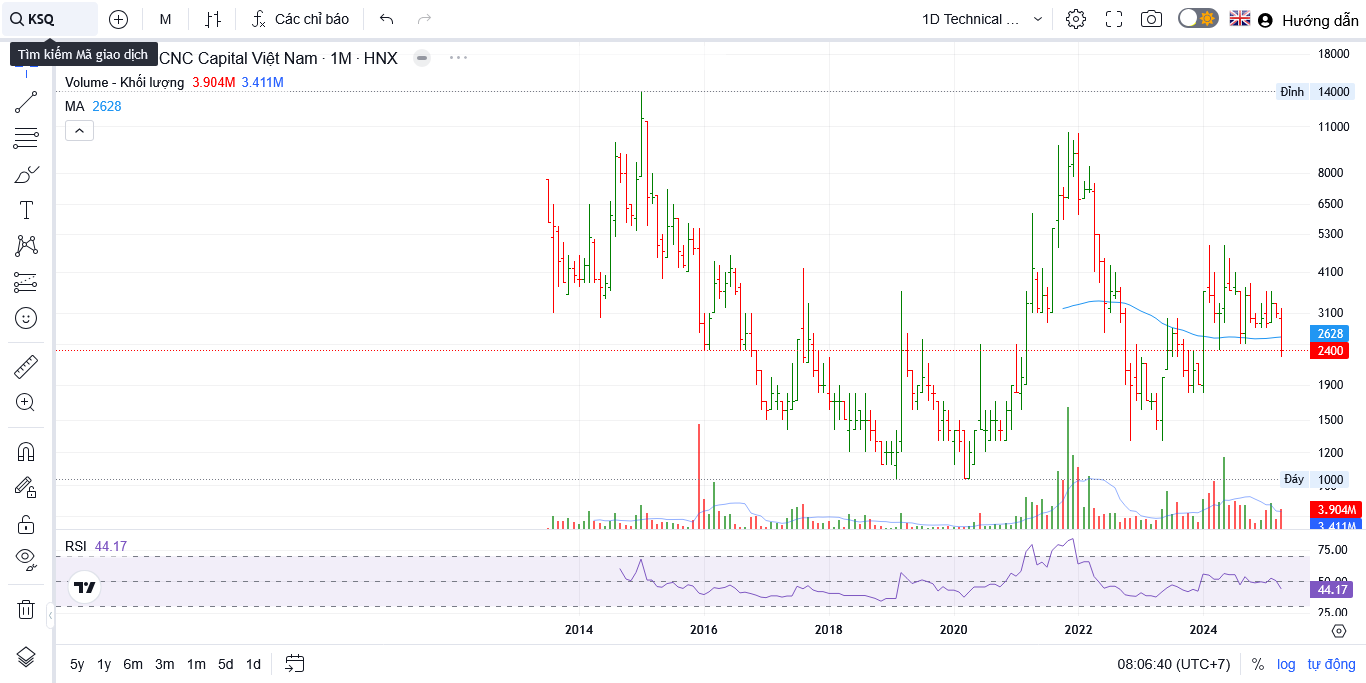 KSQ
M
Các chỉ báo
1D Technical ...
Hướng dẫn
Tìm kiếm Mã giao dịch
CNC Capital Việt Nam · 1M · HNX
Volume - Khối lượng 3.904M 3.411M
MA 2628
18000
Đỉnh 14000
11000
8000
6500
5300
4100
3100
2628
2400
1900
1500
1200
Đáy 1000
3.904M
3.411M
RSI 44.17
75.00
50.00
44.17
25.00
2014 2016 2018 2020 2022 2024
5y 1y 6m 3m 1m 5d 1d
08:06:40 (UTC+7) % log tự động